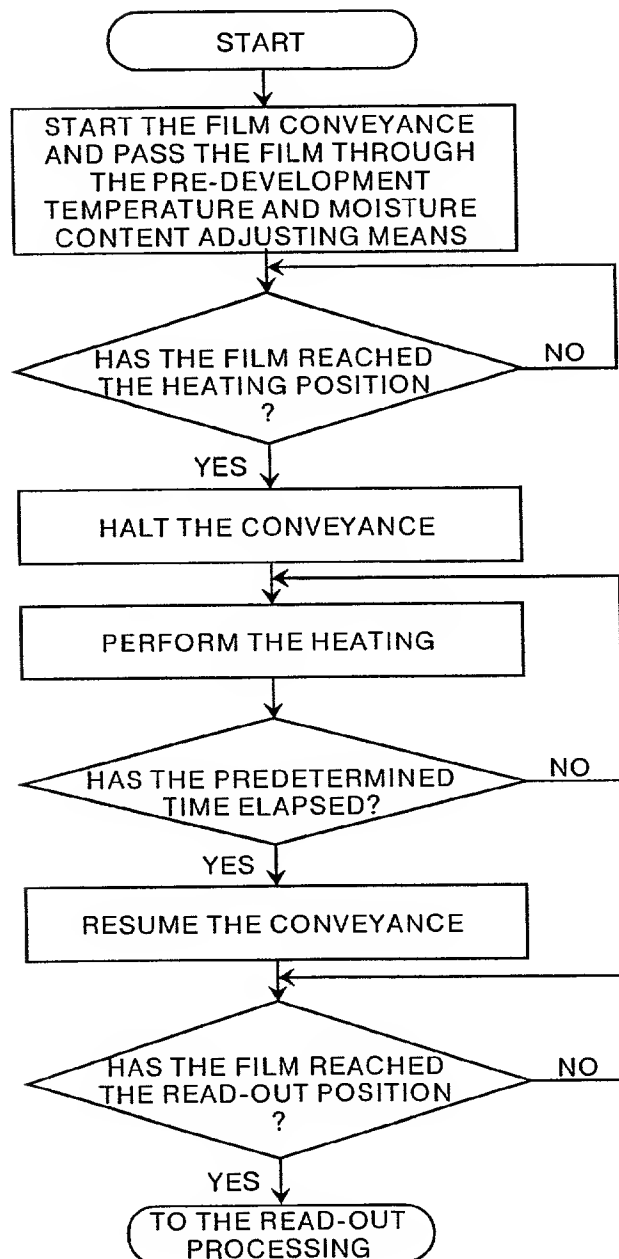 START
START THE FILM CONVEYANCE
AND PASS THE FILM THROUGH
THE PRE-DEVELOPMENT
TEMPERATURE AND MOISTURE
CONTENT ADJUSTING MEANS
HAS THE FILM REACHED
THE HEATING POSITION
?
NO
YES
HALT THE CONVEYANCE
PERFORM THE HEATING
HAS THE PREDETERMINED
TIME ELAPSED?
NO
YES
RESUME THE CONVEYANCE
HAS THE FILM REACHED
THE READ-OUT POSITION
?
NO
YES
TO THE READ-OUT
PROCESSING